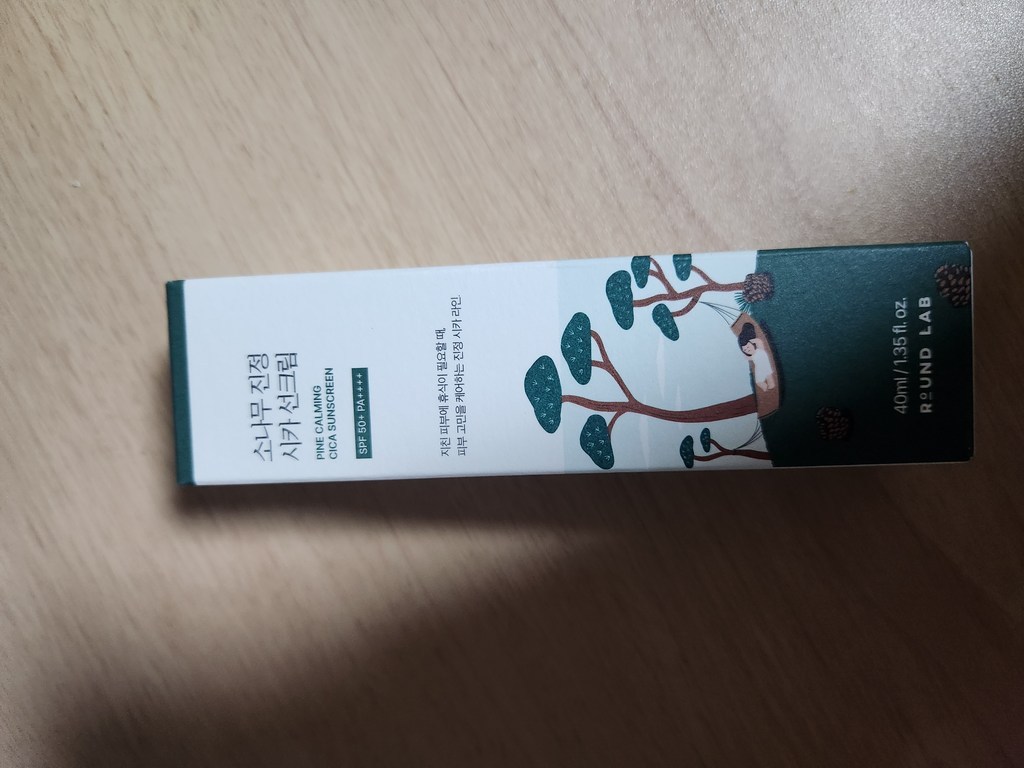 소나무 진정
시카 선크림
PINE CALMING
CICA SUNSCREEN
SPF 50+ PA++++
지친 피부에 휴식이 필요할 때,
피부 고민을 케어하는 진정 시카 라인.
40ml / 1.35 fl. oz.
ROUND LAB